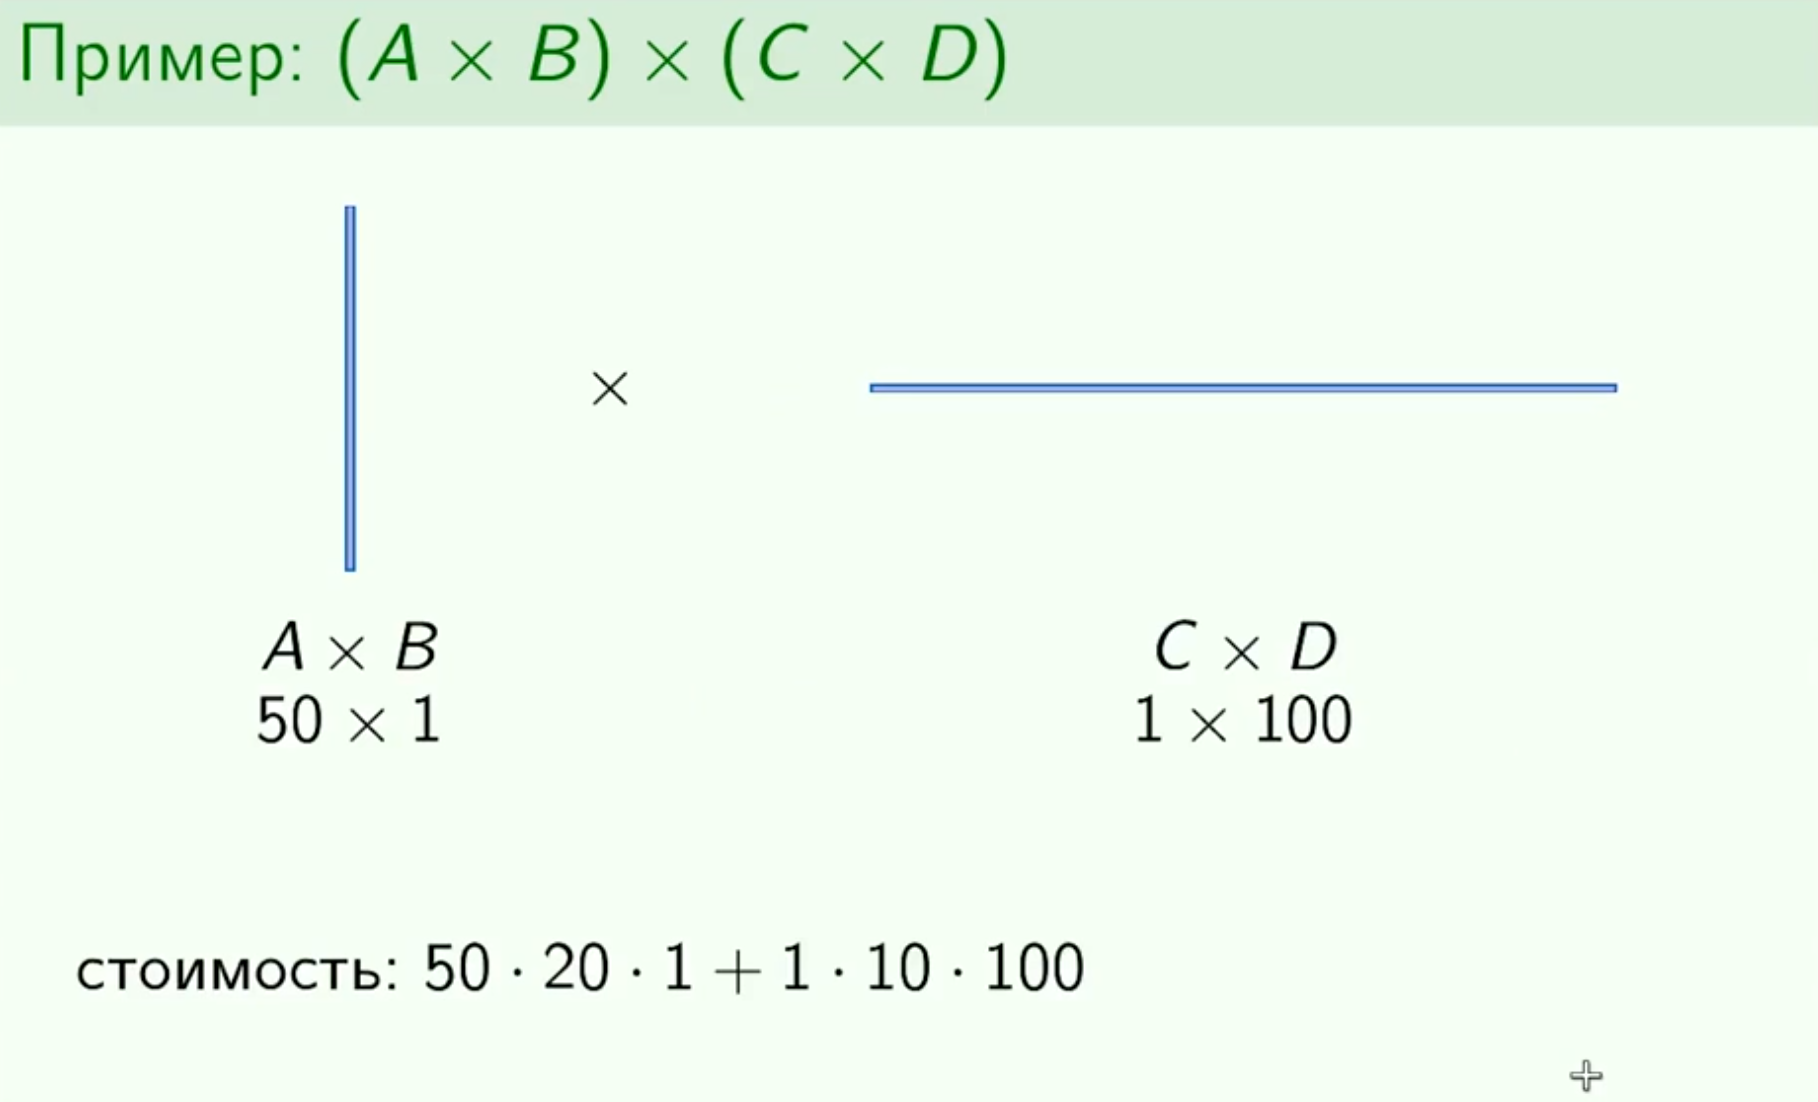 Пример: (A × B) × (C × D)
×
A × B
50 × 1
C × D
1 × 100
стоимость: 50 · 20 · 1 + 1 · 10 · 100